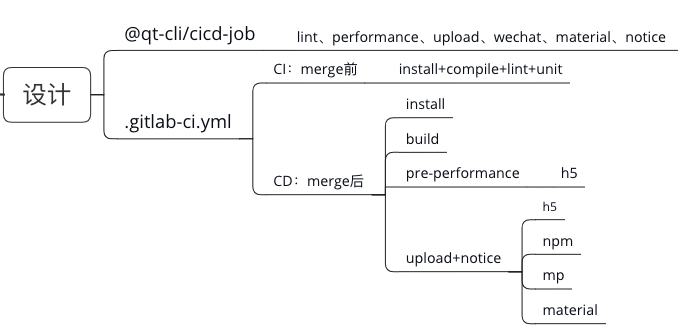 设计
@qt-cli/cicd-job
lint、performance、upload、wechat、material、notice
.gitlab-ci.yml
CI：merge前
install+compile+lint+unit
CD：merge后
install
build
pre-performance
h5
upload+notice
h5
npm
mp
material